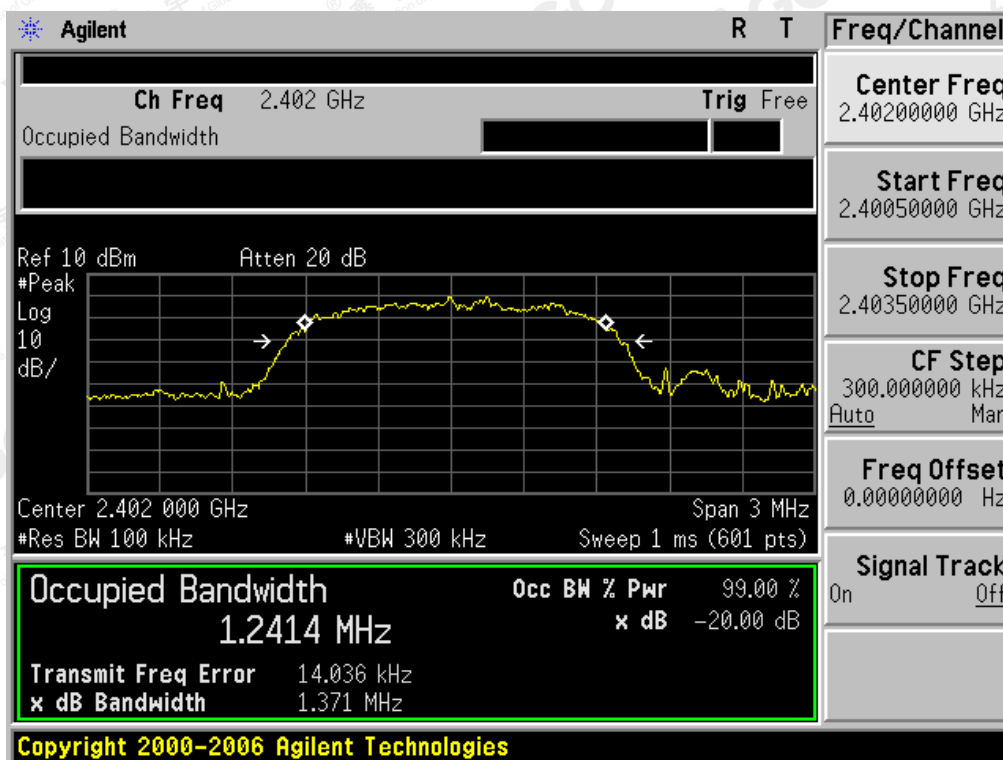 Agilent R T Freq/Channel
Ch Freq 2.402 GHz Trig Free
Occupied Bandwidth
Center Freq
2.40200000 GHz
Start Freq
2.40050000 GHz
Stop Freq
2.40350000 GHz
CF Step
300.000000 kHz
Auto Man
Freq Offset
0.00000000 Hz
Signal Track
On Off
Ref 10 dBm Atten 20 dB
#Peak
Log
10
dB/
Center 2.402 000 GHz Span 3 MHz
#Res BW 100 kHz #VBW 300 kHz Sweep 1 ms (601 pts)
Occupied Bandwidth Occ BW % Pwr 99.00 %
1.2414 MHz x dB -20.00 dB
Transmit Freq Error 14.036 kHz
x dB Bandwidth 1.371 MHz
Copyright 2000-2006 Agilent Technologies